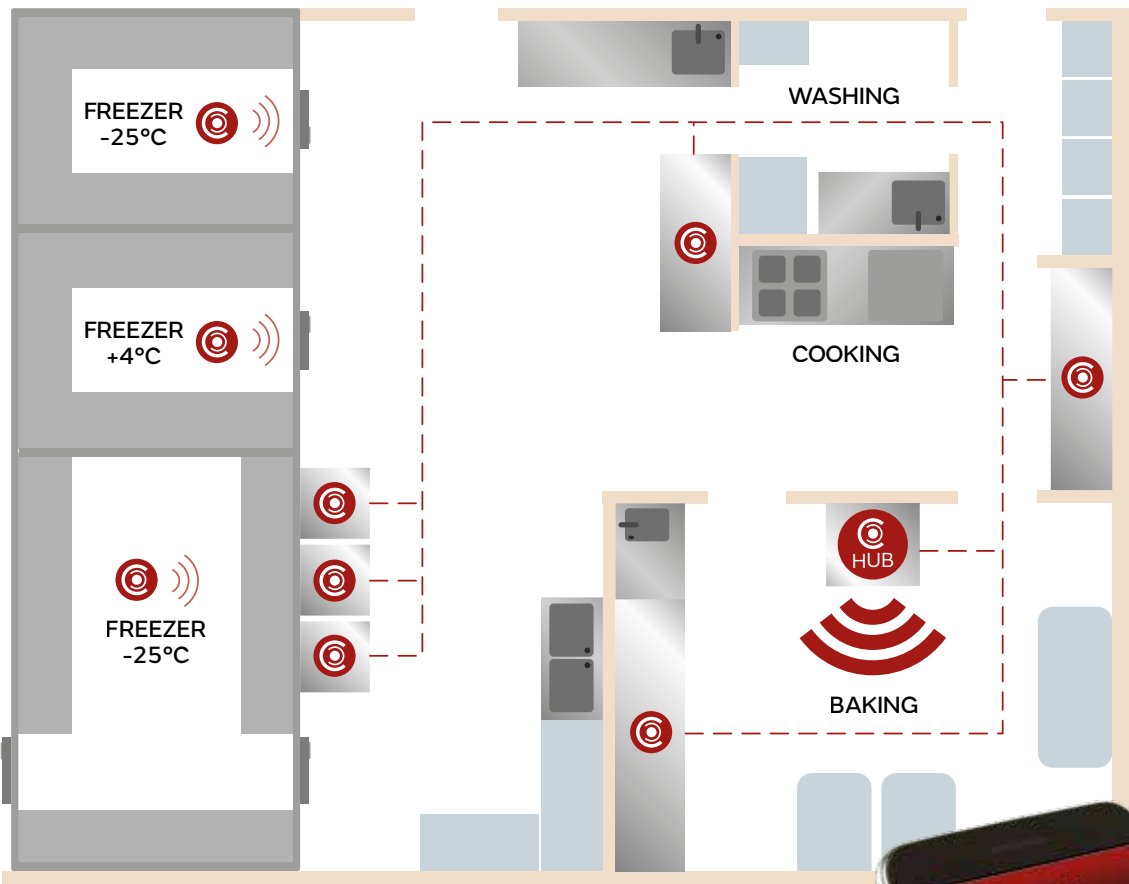 WASHING
FREEZER
-25°C
FREEZER
+4°C
COOKING
HUB
FREEZER
-25°C
BAKING